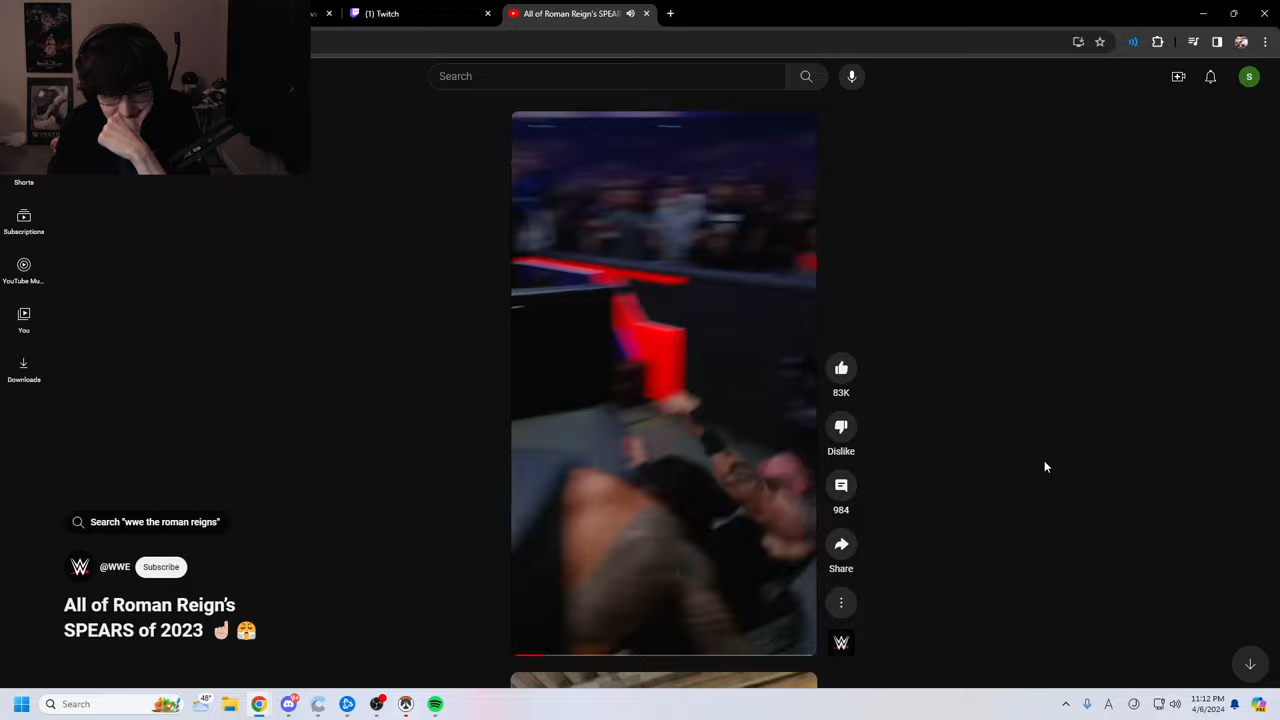 (1) Twitch
All of Roman Reign's SPEAR
Search
S
Shorts
Subscriptions
YouTube Mu...
You
Downloads
83K
Dislike
984
Share
Search "wwe the roman reigns"
@WWE
Subscribe
All of Roman Reign's
SPEARS of 2023 ☝🏻 😤
Search
48°
9+
11:12 PM
4/6/2024